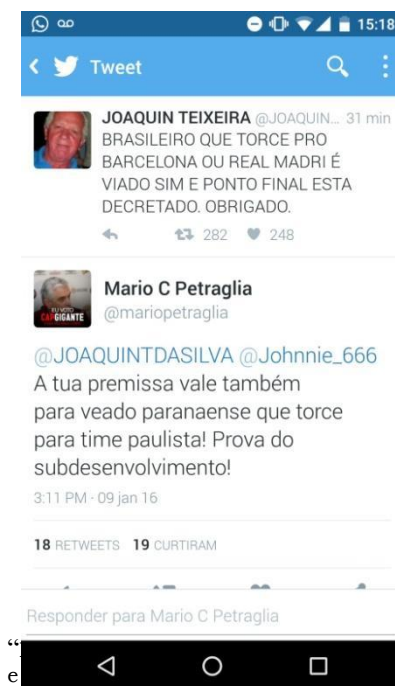 15:18
Tweet
JOAQUIN TEIXEIRA @JOAQUIN... 31 min
BRASILEIRO QUE TORCE PRO
BARCELONA OU REAL MADRI É
VIADO SIM E PONTO FINAL ESTA
DECRETADO. OBRIGADO.
282 248
EU VOTO
CAPGIGANTE
Mario C Petraglia
@mariopetraglia
@JOAQUINTDASILVA @Johnnie_666
A tua premissa vale também
para veado paranaense que torce
para time paulista! Prova do
subdesenvolvimento!
3:11 PM · 09 jan 16
18 RETWEETS 19 CURTIRAM
Responder para Mario C Petraglia
“
e